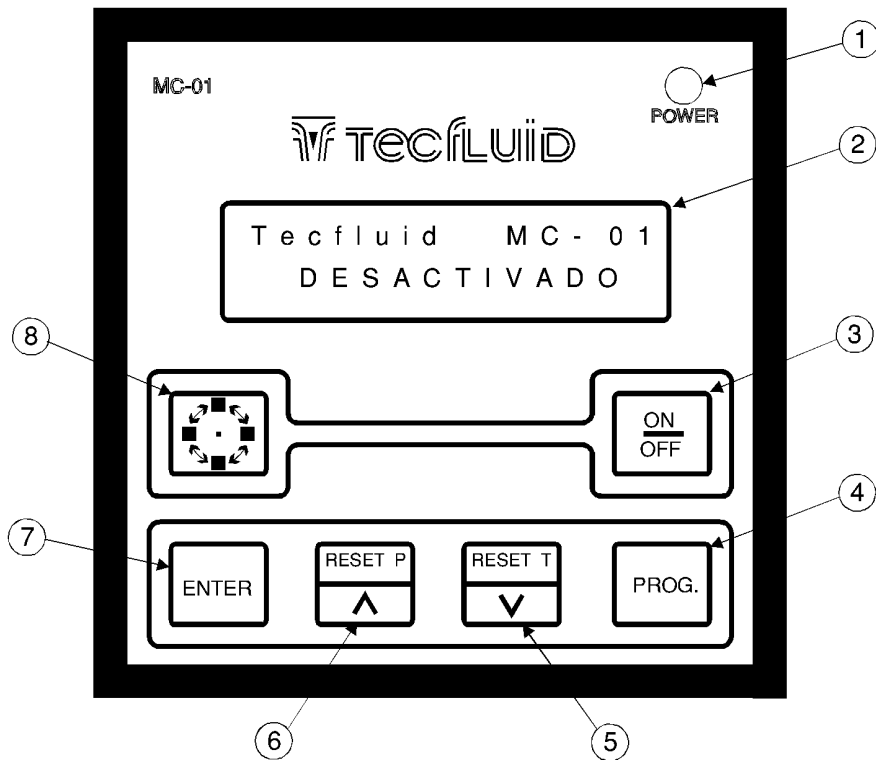 MC-01
POWER
TECFLUID
Tecfluid MC-01
DESACTIVADO
ON
OFF
ENTER
RESET P
RESET T
PROG.
1
2
3
4
5
6
7
8